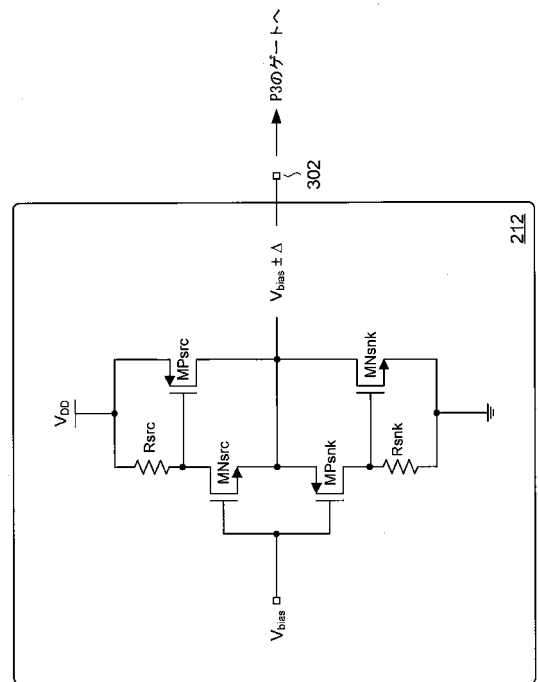 V_DD
Rsrc
MPsrc
MNsrc
V_bias
V_bias ± Δ
P3のゲートへ
302
MPsnk
MNsnk
Rsnk
212